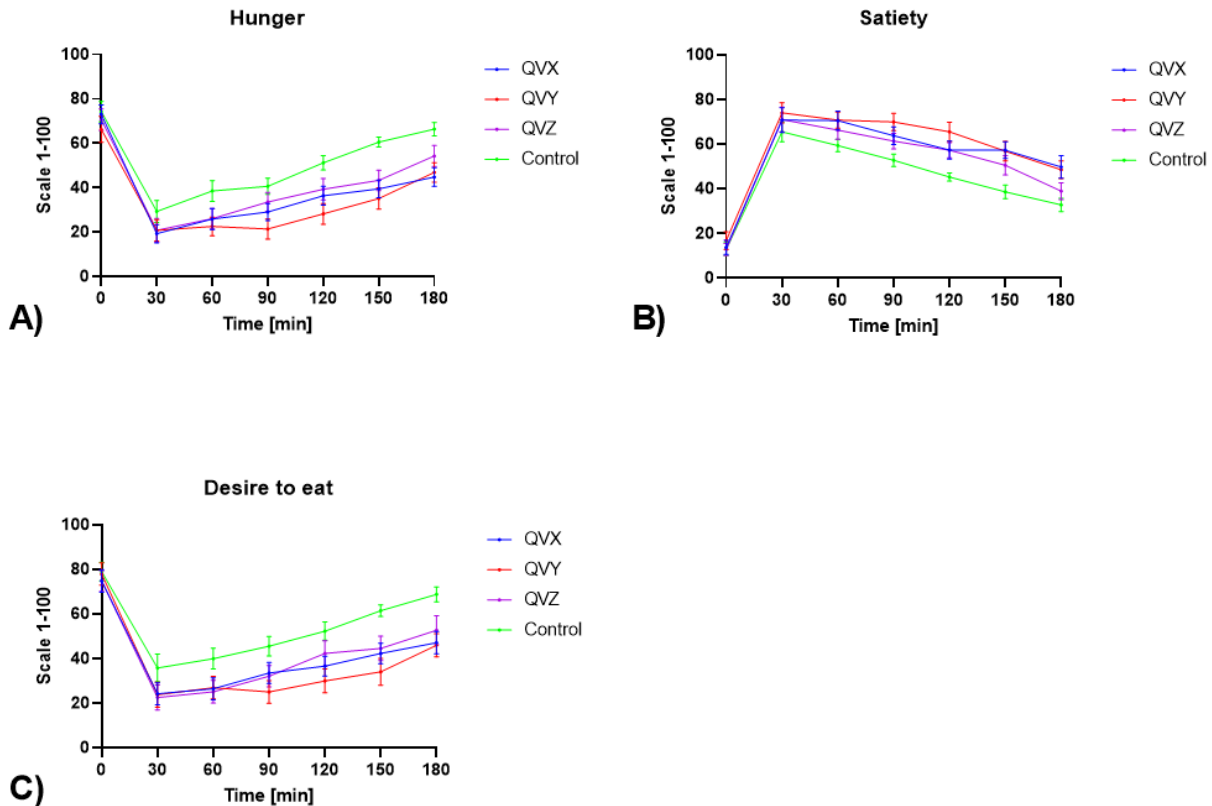 Hunger
Scale 1-100
100
80
60
40
20
0
0 30 60 90 120 150 180
Time [min]
QVX
QVY
QVZ
Control
A)
Satiety
Scale 1-100
100
80
60
40
20
0
0 30 60 90 120 150 180
Time [min]
QVX
QVY
QVZ
Control
B)
Desire to eat
Scale 1-100
100
80
60
40
20
0
0 30 60 90 120 150 180
Time [min]
QVX
QVY
QVZ
Control
C)